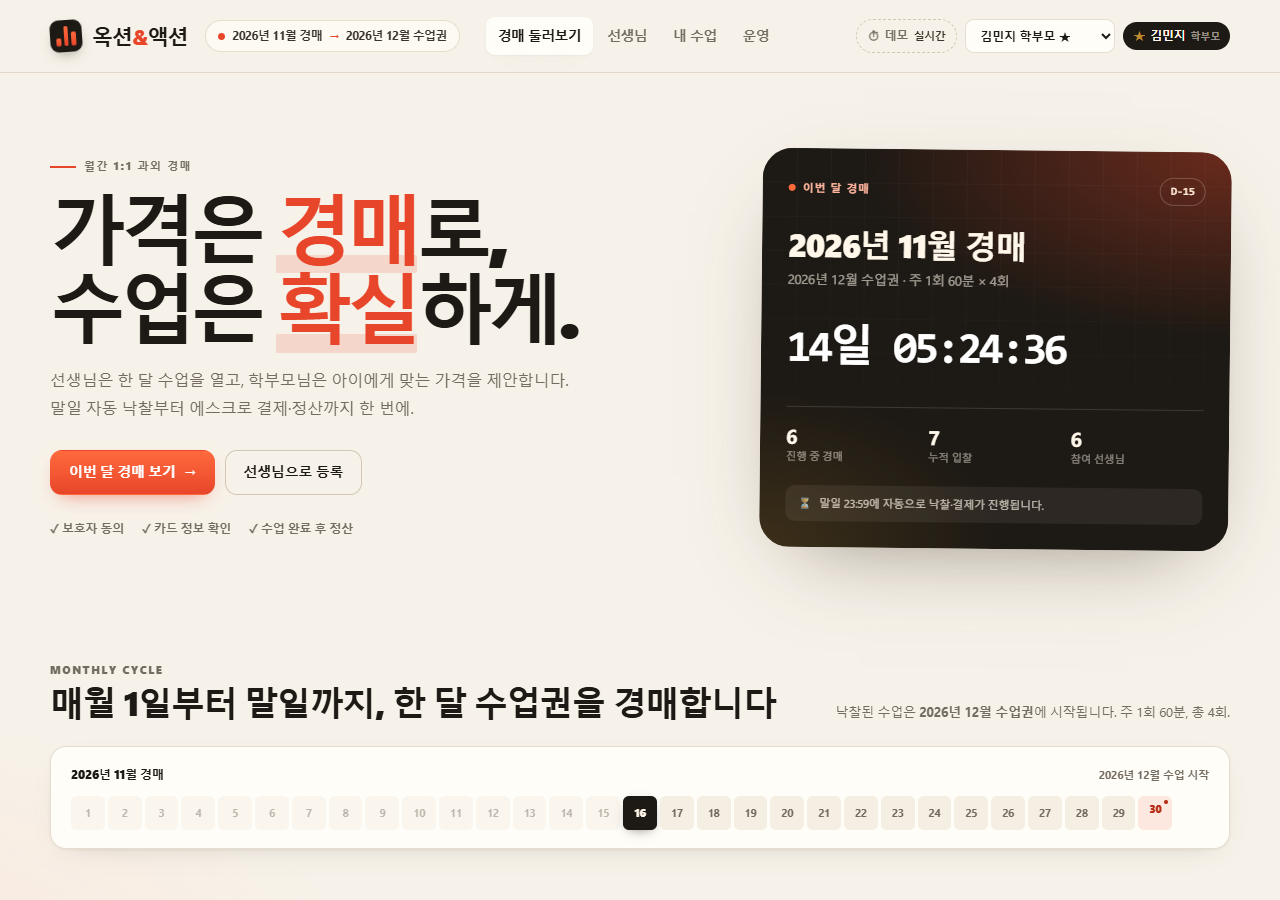 옥션&액션
2026년 11월 경매 → 2026년 12월 수업권
경매 둘러보기
선생님
내 수업
운영
⏱ 데모 실시간
김민지 학부모 ★
★ 김민지 학부모
월간 1:1 과외 경매
가격은 경매로,
수업은 확실하게.
선생님은 한 달 수업을 열고, 학부모님은 아이에게 맞는 가격을 제안합니다.
말일 자동 낙찰부터 에스크로 결제·정산까지 한 번에.
이번 달 경매 보기 →
선생님으로 등록
✓ 보호자 동의 ✓ 카드 정보 확인 ✓ 수업 완료 후 정산
이번 달 경매
D-15
2026년 11월 경매
2026년 12월 수업권 · 주 1회 60분 × 4회
14일 05:24:36
6
진행 중 경매
7
누적 입찰
6
참여 선생님
⏳ 말일 23:59에 자동으로 낙찰·결제가 진행됩니다.
MONTHLY CYCLE
매월 1일부터 말일까지, 한 달 수업권을 경매합니다
낙찰된 수업은 2026년 12월 수업권에 시작됩니다. 주 1회 60분, 총 4회.
2026년 11월 경매
2026년 12월 수업 시작
1 2 3 4 5 6 7 8 9 10 11 12 13 14 15 16 17 18 19 20 21 22 23 24 25 26 27 28 29 30